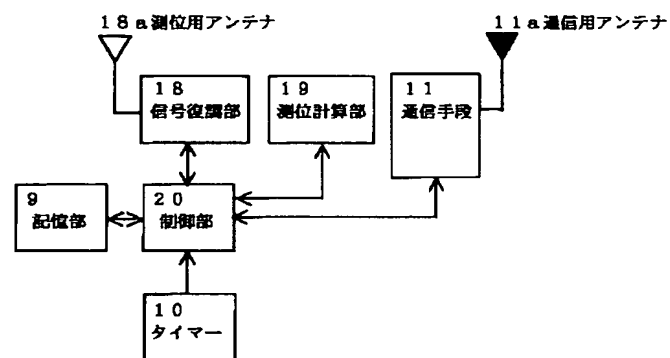 18a測位用アンテナ
11a通信用アンテナ
18
信号復調部
19
測位計算部
11
通信手段
9
記憶部
20
制御部
10
タイマー